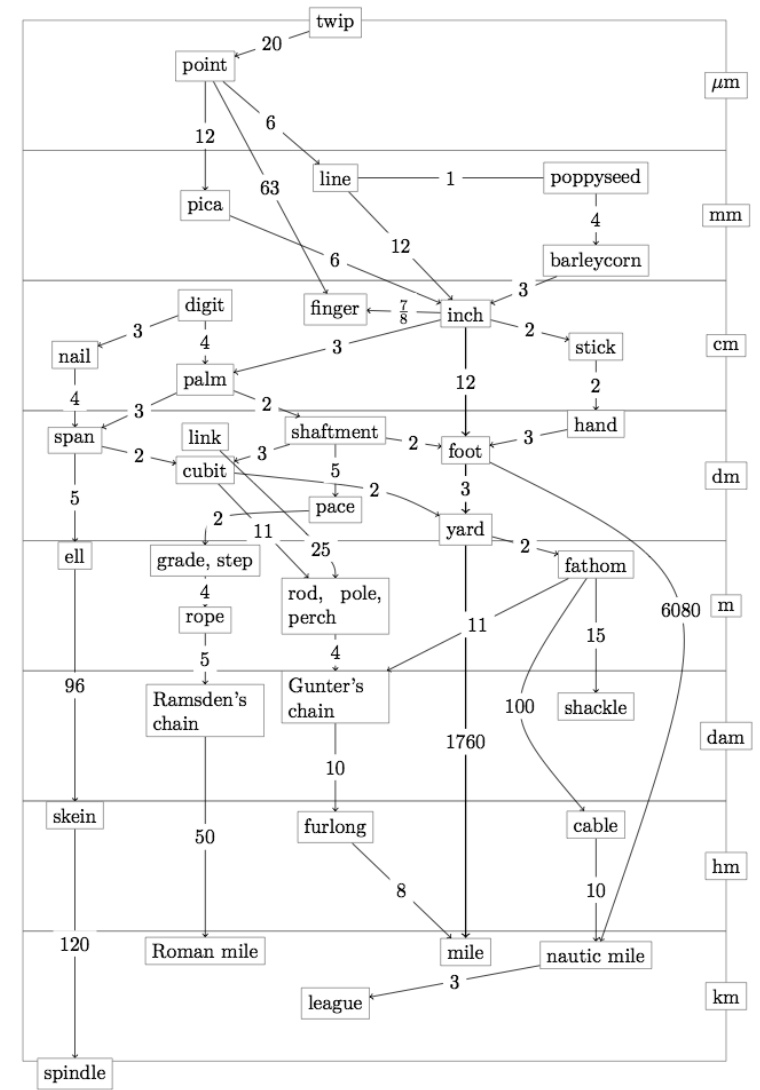 twip
20
point
μm
12
6
63
line
1
poppyseed
pica
mm
4
12
6
barleycorn
3
digit
finger
7/8
inch
3
2
nail
4
3
stick
cm
palm
12
2
4
3
2
span
link
shaftment
hand
2
3
foot
2
3
cubit
5
dm
5
2
3
pace
2
11
yard
25
2
ell
grade, step
fathom
4
rod, pole,
perch
m
rope
6080
11
15
4
5
96
Gunter's
chain
Ramsden's
chain
100
shackle
1760
dam
10
skein
furlong
cable
50
hm
8
10
120
Roman mile
mile
nautic mile
3
league
km
spindle